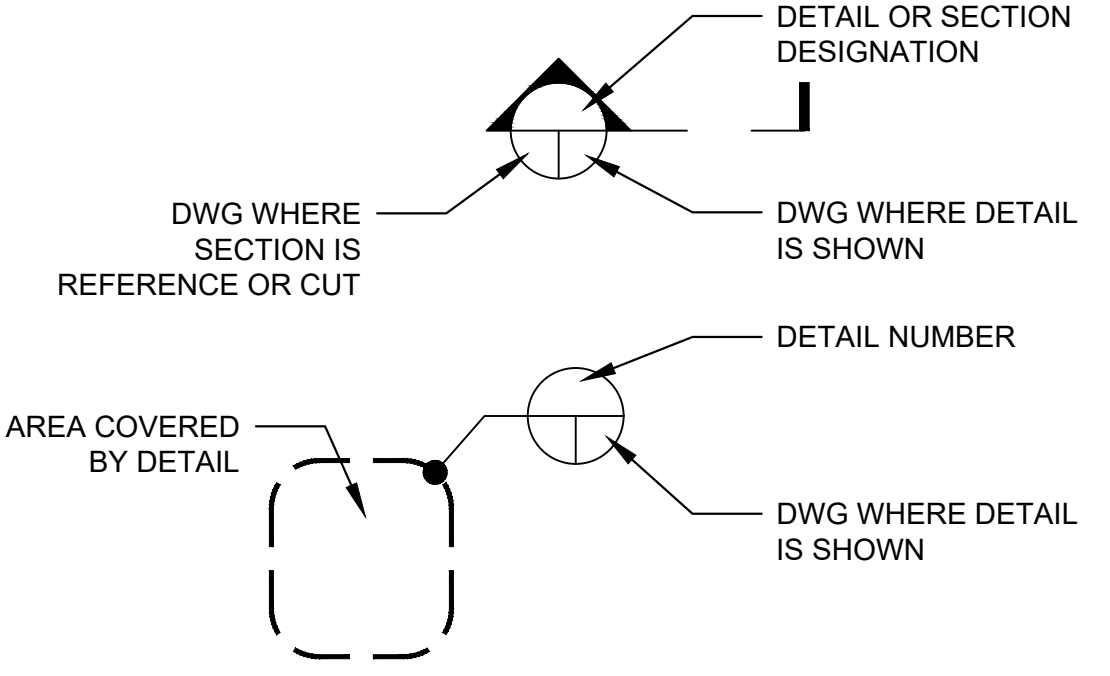 DETAIL OR SECTION
DESIGNATION
DWG WHERE
SECTION IS
REFERENCE OR CUT
DWG WHERE DETAIL
IS SHOWN
DETAIL NUMBER
AREA COVERED
BY DETAIL
DWG WHERE DETAIL
IS SHOWN